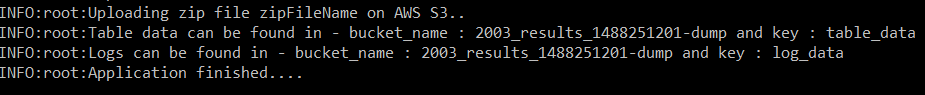 INFO:root:Uploading zip file zipFileName on AWS S3..
INFO:root:Table data can be found in - bucket_name : 2003_results_1488251201-dump and key : table_data
INFO:root:Logs can be found in - bucket_name : 2003_results_1488251201-dump and key : log_data
INFO:root:Application finished....